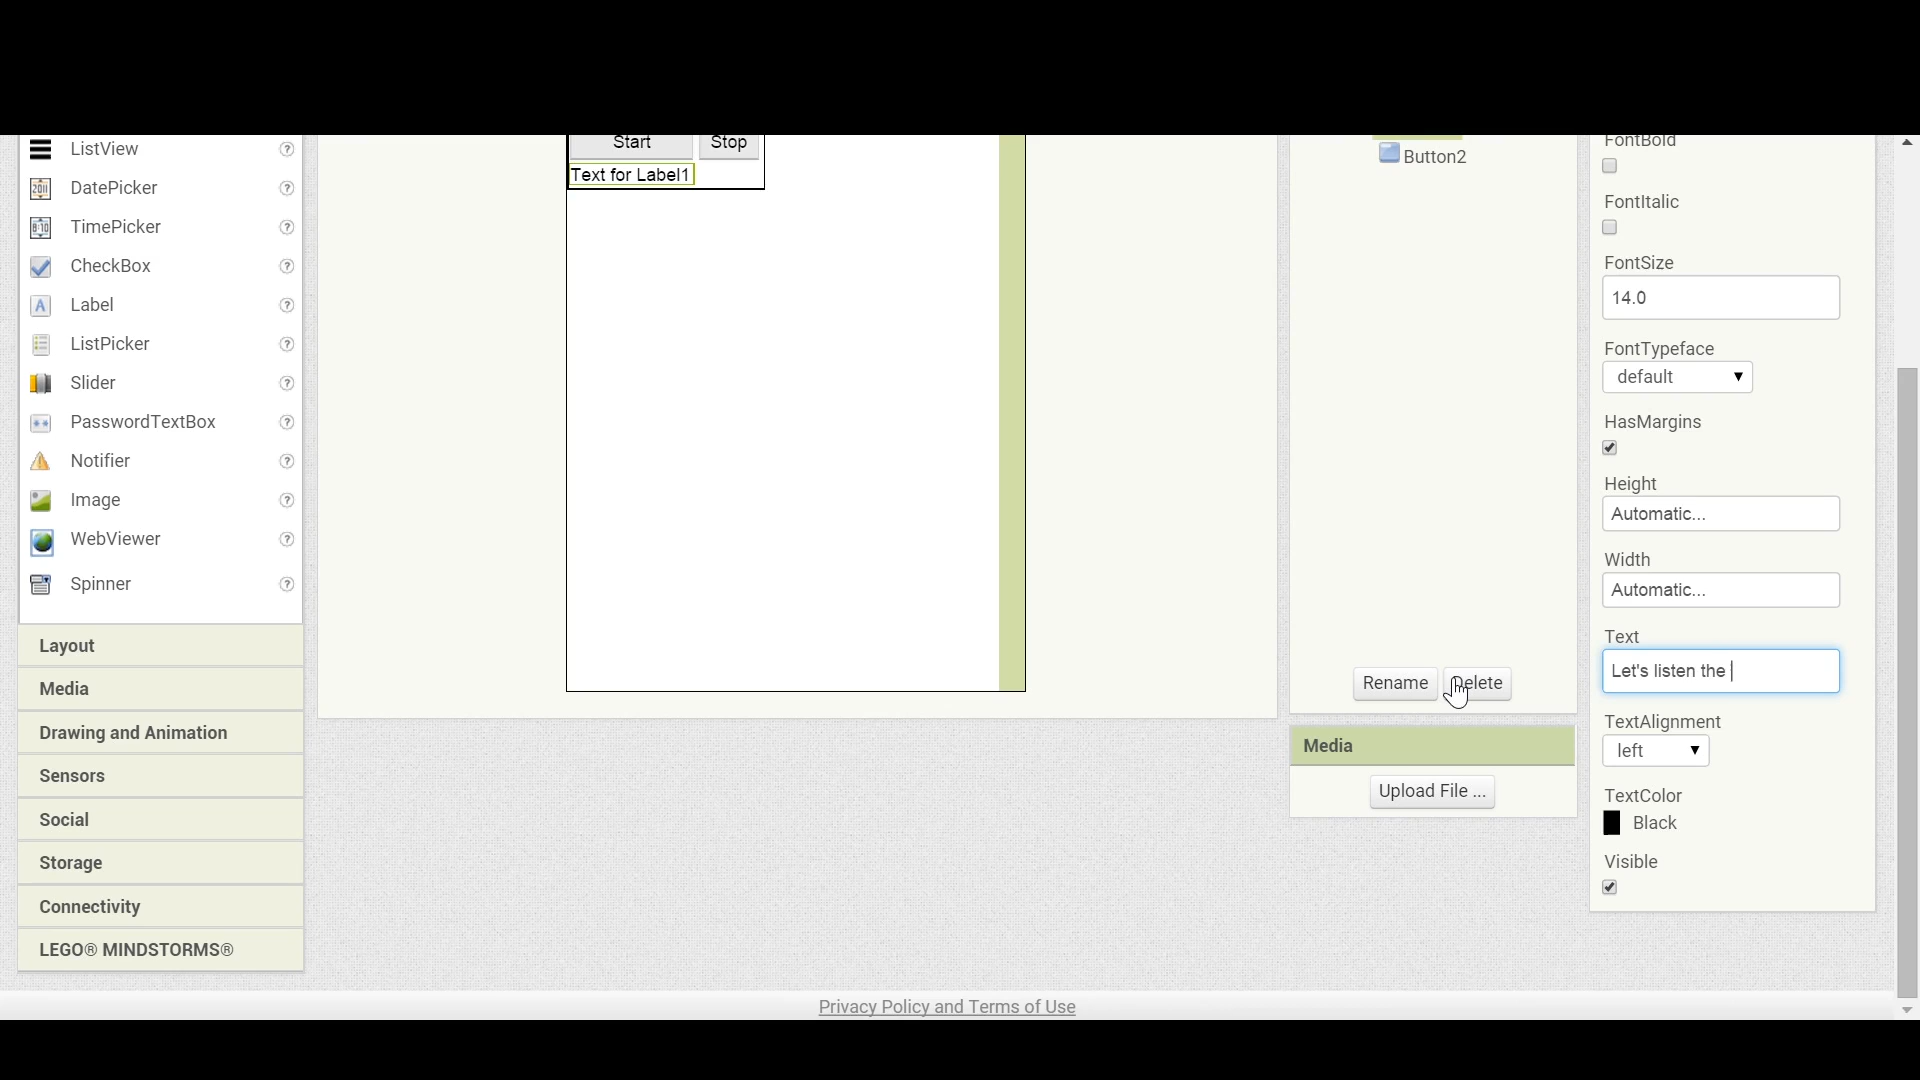 ListView
DatePicker
TimePicker
CheckBox
Label
ListPicker
Slider
PasswordTextBox
Notifier
Image
WebViewer
Spinner
Layout
Media
Drawing and Animation
Sensors
Social
Storage
Connectivity
LEGO® MINDSTORMS®
Start Stop
Text for Label1
Button2
Rename Delete
Media
Upload File ...
FontBold
FontItalic
FontSize
14.0
FontTypeface
default
HasMargins
Height
Automatic...
Width
Automatic...
Text
Let's listen the
TextAlignment
left
TextColor
Black
Visible
Privacy Policy and Terms of Use